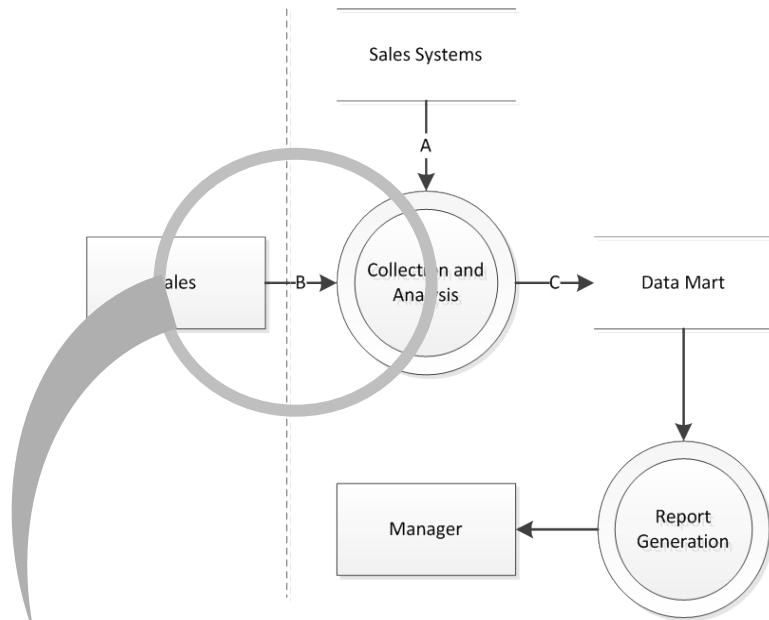 Sales Systems
A
ales
B
Collection and
Analysis
C
Data Mart
Manager
Report
Generation